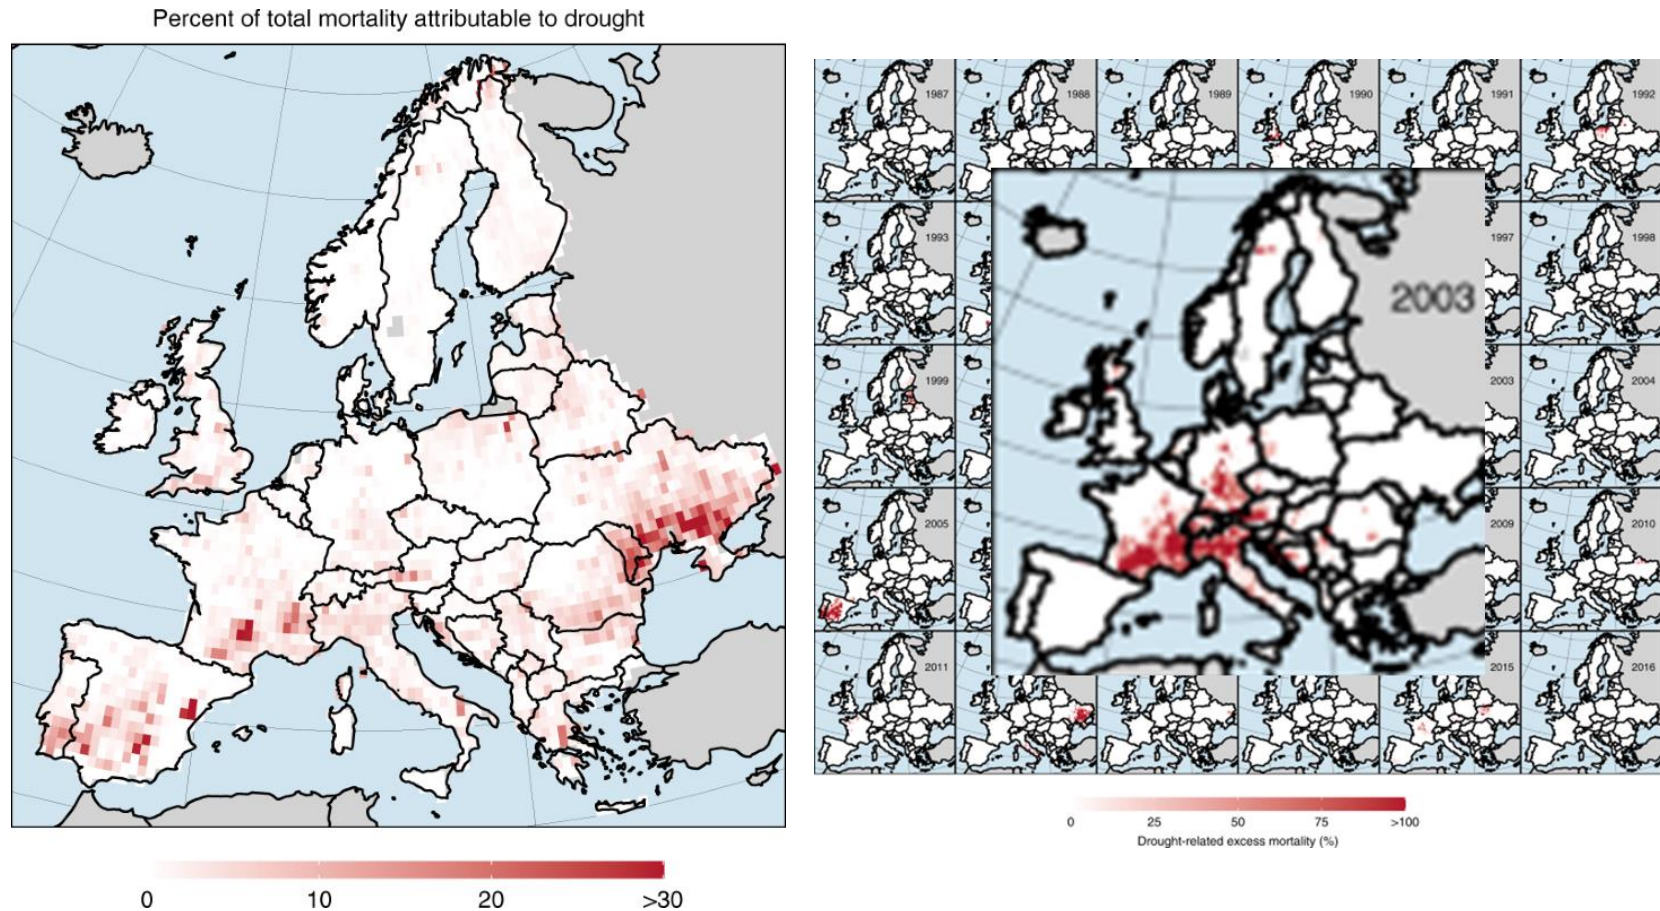 Percent of total mortality attributable to drought
0 10 20 >30
1987 1988 1989 1990 1991 1992
1993 1997 1998
2003
1999 2003 2004
2005 2009 2010
2011 2015 2016
0 25 50 75 >100
Drought-related excess mortality (%)